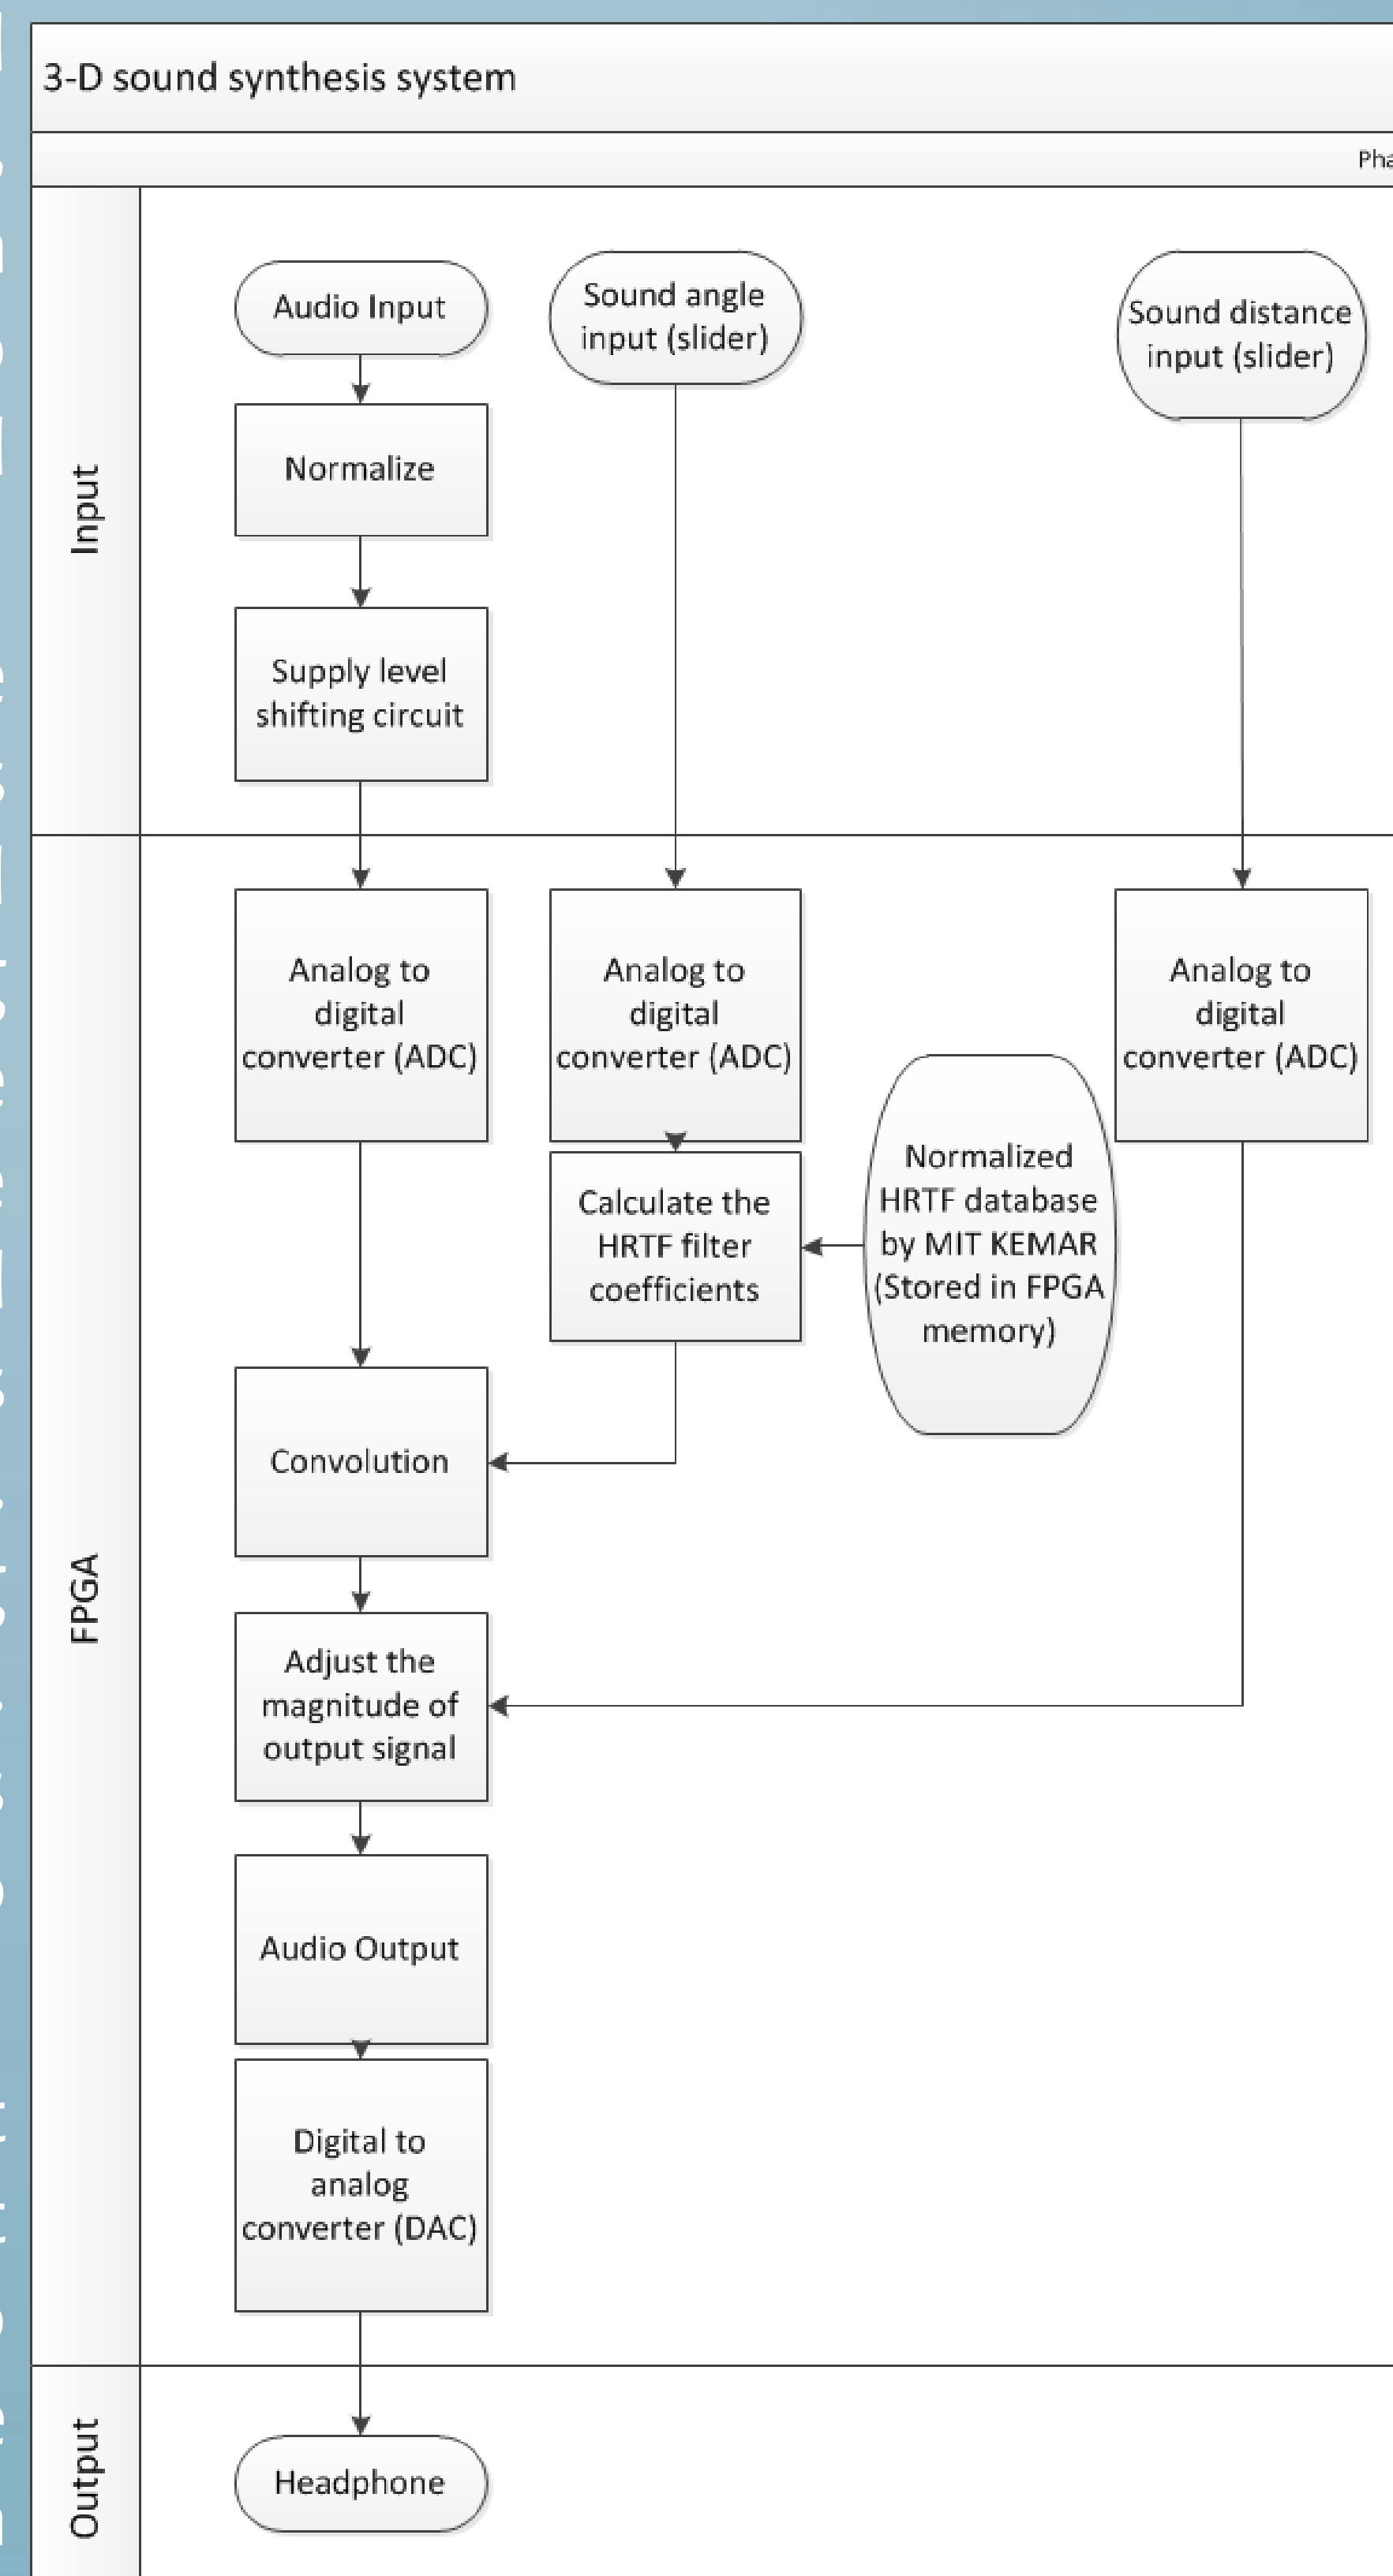 3-D sound synthesis system
Input
Audio Input
Sound angle
input (slider)
Sound distance
input (slider)
Normalize
Supply level
shifting circuit
FPGA
Analog to
digital
converter (ADC)
Analog to
digital
converter (ADC)
Analog to
digital
converter (ADC)
Calculate the
HRTF filter
coefficients
Normalized
HRTF database
by MIT KEMAR
(Stored in FPGA
memory)
Convolution
Adjust the
magnitude of
output signal
Audio Output
Digital to
analog
converter (DAC)
Output
Headphone